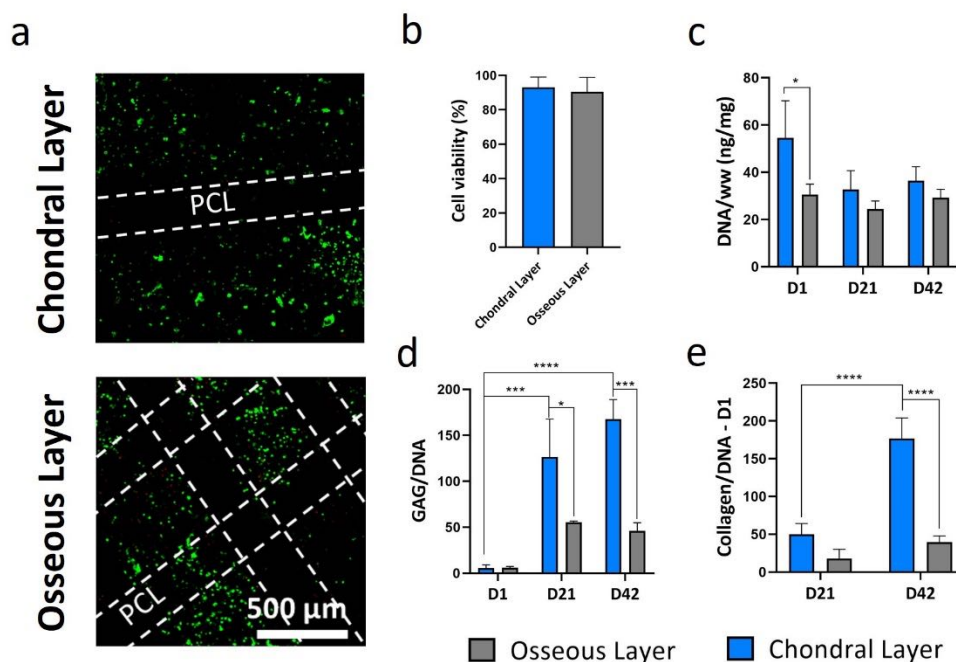 a
Chondral Layer
PCL
Osseous Layer
PCL
500 µm
b
Cell viability (%)
100
80
60
40
20
0
Chondral Layer
Osseous Layer
c
DNA/ww (ng/mg)
80
60
40
20
0
*
D1
D21
D42
d
GAG/DNA
200
150
100
50
0
****
***
***
*
D1
D21
D42
e
Collagen/DNA - D1
250
200
150
100
50
0
****
****
D21
D42
Osseous Layer
Chondral Layer